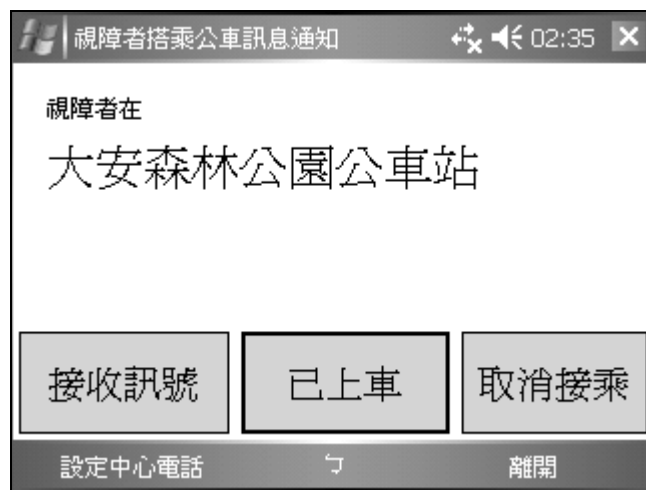 視障者搭乘公車訊息通知 02:35
視障者在
大安森林公園公車站
接收訊號 已上車 取消接乘
設定中心電話 ㄅ 離開